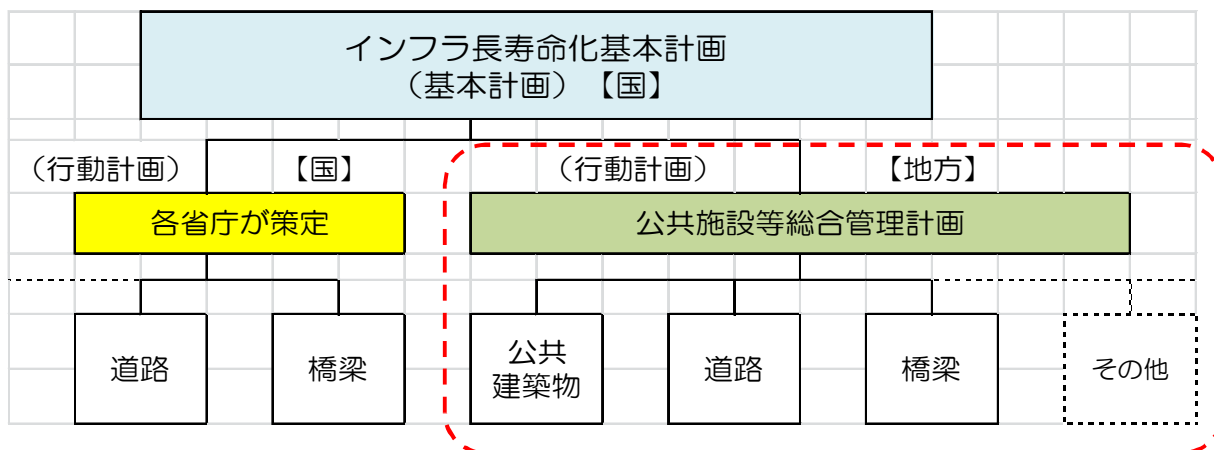 インフラ長寿命化基本計画
（基本計画）【国】
（行動計画）
【国】
（行動計画）
【地方】
各省庁が策定
公共施設等総合管理計画
道路
橋梁
公共
建築物
道路
橋梁
その他